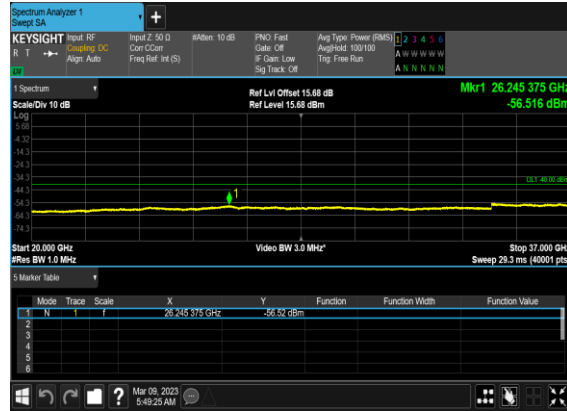 Spectrum Analyzer 1
Swept SA
KEYSIGHT
R T
Input: RF
Coupling: DC
Align: Auto
Input Z: 50 Ω
Corr CCorr
Freq Ref: Int (S)
#Atten: 10 dB
PNO: Fast
Gate: Off
IF Gain: Low
Sig Track: Off
Avg Type: Power (RMS)
Avg|Hold: 100/100
Trig: Free Run
1 2 3 4 5 6
A W W W W W
A N N N N N
1 Spectrum
Scale/Div 10 dB
Ref Lvl Offset 15.68 dB
Ref Level 15.68 dBm
Mkr1 26.245 375 GHz
-56.516 dBm
Log
5.68
-4.32
-14.3
-24.3
-34.3
-44.3
-54.3
-64.3
-74.3
DL1 -40.00 dBm
1
Start 20.000 GHz
#Res BW 1.0 MHz
Video BW 3.0 MHz*
Stop 37.000 GHz
Sweep 29.3 ms (40001 pts)
5 Marker Table
Mode Trace Scale X Y Function Function Width Function Value
1 N 1 f 26.245 375 GHz -56.52 dBm
2
3
4
5
6
?
Mar 09, 2023
5:49:25 AM